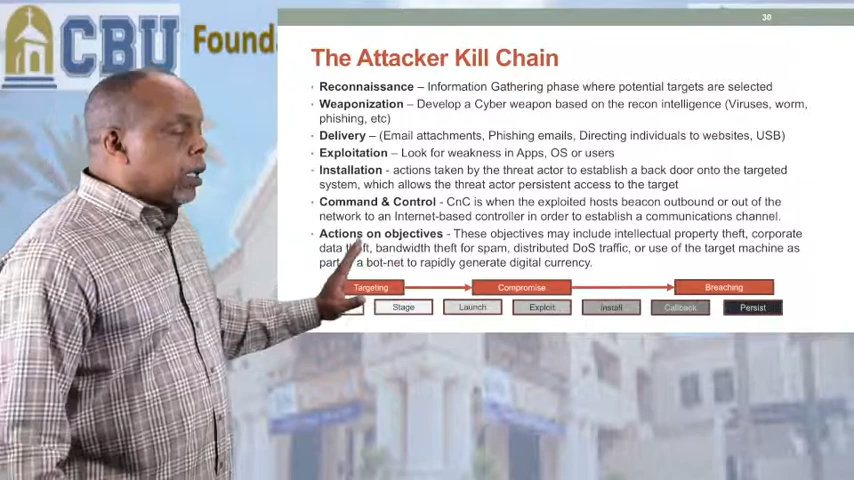 CBU
Founda
30
The Attacker Kill Chain
Reconnaissance – Information Gathering phase where potential targets are selected
Weaponization – Develop a Cyber weapon based on the recon intelligence (Viruses, worm,
phishing, etc)
Delivery – (Email attachments, Phishing emails, Directing individuals to websites, USB)
Exploitation – Look for weakness in Apps, OS or users
Installation - actions taken by the threat actor to establish a back door onto the targeted
system, which allows the threat actor persistent access to the target
Command & Control - CnC is when the exploited hosts beacon outbound or out of the
network to an Internet-based controller in order to establish a communications channel.
Actions on objectives - These objectives may include intellectual property theft, corporate
data theft, bandwidth theft for spam, distributed DoS traffic, or use of the target machine as
part a bot-net to rapidly generate digital currency.
Targeting Compromise Breaching
Stage Launch Exploit Install Callback Persist